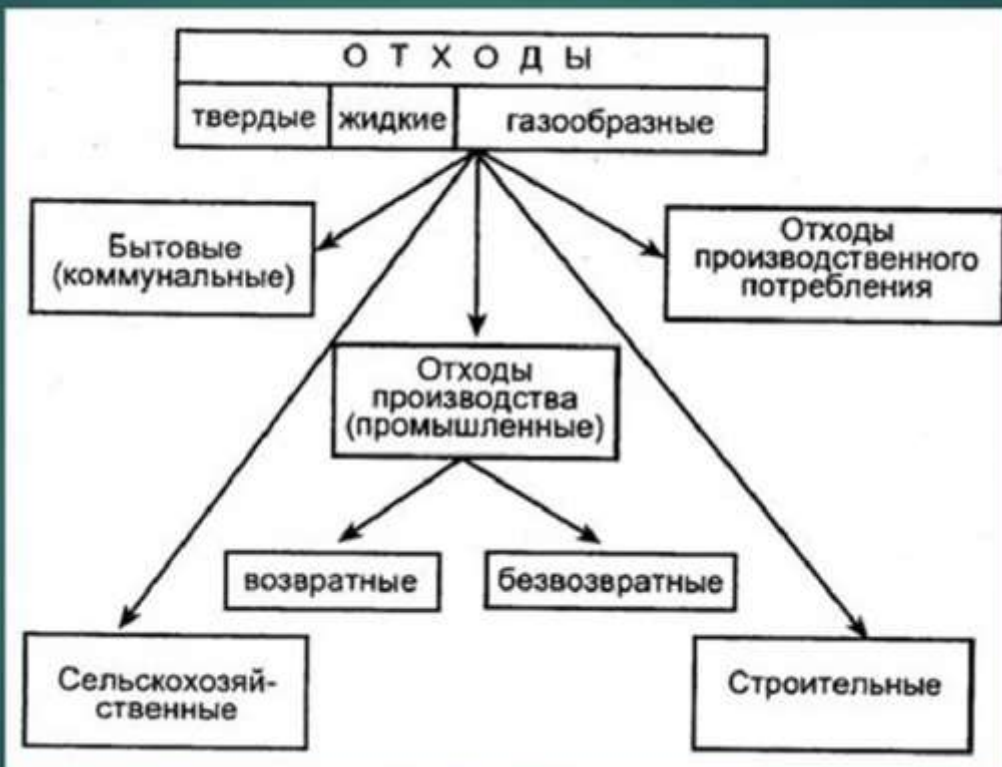 О Т Х О Д Ы
твердые жидкие газообразные
Бытовые
(коммунальные)
Отходы
производственного
потребления
Отходы
производства
(промышленные)
возвратные безвозвратные
Сельскохозяй-
ственные
Строительные